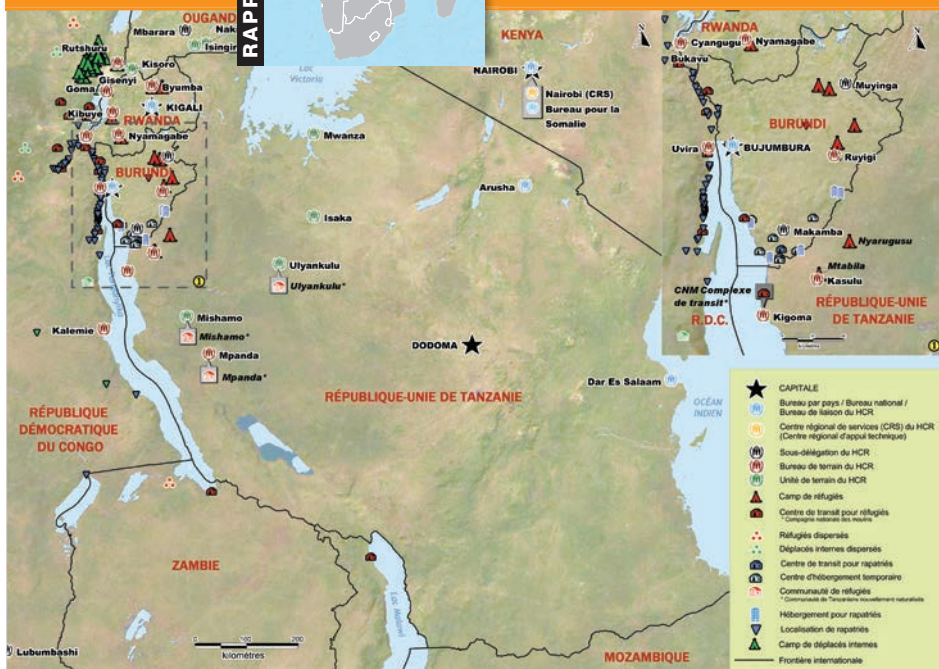 RAPP
OUGAND
Mbarara
Nak
Isingir
Rutshuru
Kisoro
Gisenyi
Goma
Byumba
KIGALI
Kibuye
RWANDA
Nyamagabe
BURUNDI
Lac
Victoria
Mwanza
KENYA
NAIROBI
Nairobi (CRS)
Bureau pour la
Somalie
Arusha
Isaka
Ulyankulu
Ulyankulu*
Mishamo
Mishamo*
Kalemie
Mpanda
Mpanda*
DODOMA
Dar Es Salaam
RÉPUBLIQUE-UNIE DE TANZANIE
OCÉAN
INDIEN
RÉPUBLIQUE
DÉMOCRATIQUE
DU CONGO
ZAMBIE
Lac Malawi
Lubumbashi
MOZAMBIQUE
0 100 200
kilomètres
RWANDA
Cyangugu
Nyamagabe
Bukavu
Muyinga
BURUNDI
Uvira
BUJUMBURA
Ruyigi
Makamba
Nyarugusu
Mtabila
Kasulu
CNM Complexe
de transit*
R.D.C.
Kigoma
RÉPUBLIQUE-UNIE
DE TANZANIE
CAPITALE
Bureau par pays / Bureau national /
Bureau de liaison du HCR
Centre régional de services (CRS) du HCR
(Centre régional d'appui technique)
Sous-délégation du HCR
Bureau de terrain du HCR
Unité de terrain du HCR
Camp de réfugiés
Centre de transit pour réfugiés
* Compagnie nationale des moulins
Réfugiés dispersés
Déplacés internes dispersés
Centre de transit pour rapatriés
Centre d'hébergement temporaire
Communauté de réfugiés
* Communauté de Tanzaniens nouvellement naturalisés
Hébergement pour rapatriés
Localisation de rapatriés
Camp de déplacés internes
Frontière internationale